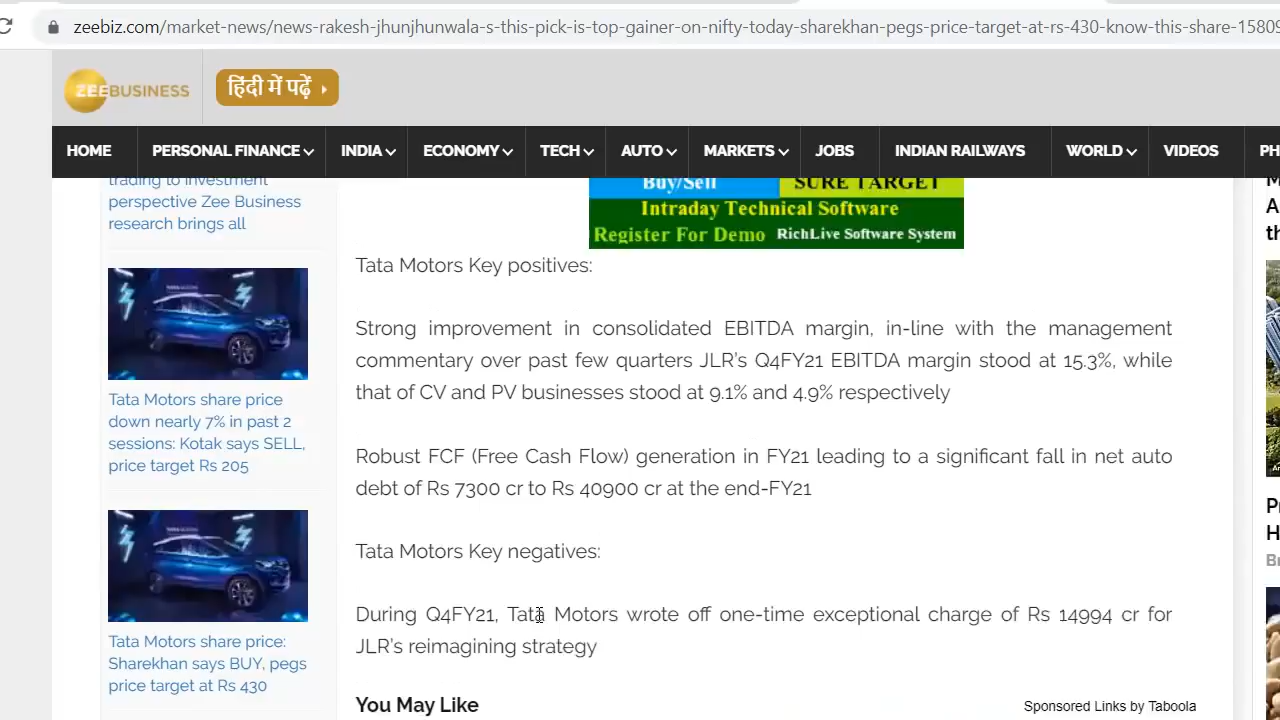 zeebiz.com/market-news/news-rakesh-jhunjhunwala-s-this-pick-is-top-gainer-on-nifty-today-sharekhan-pegs-price-target-at-rs-430-know-this-share-15809
ZEEBUSINESS
हिंदी में पढ़ें
HOME PERSONAL FINANCE INDIA ECONOMY TECH AUTO MARKETS JOBS INDIAN RAILWAYS WORLD VIDEOS PH
trading to investment
perspective Zee Business
research brings all
Tata Motors share price
down nearly 7% in past 2
sessions: Kotak says SELL,
price target Rs 205
Tata Motors share price:
Sharekhan says BUY, pegs
price target at Rs 430
Buy/Sell SURE TARGET
Intraday Technical Software
Register For Demo RichLive Software System
Tata Motors Key positives:
Strong improvement in consolidated EBITDA margin, in-line with the management
commentary over past few quarters JLR's Q4FY21 EBITDA margin stood at 15.3%, while
that of CV and PV businesses stood at 9.1% and 4.9% respectively
Robust FCF (Free Cash Flow) generation in FY21 leading to a significant fall in net auto
debt of Rs 7300 cr to Rs 40900 cr at the end-FY21
Tata Motors Key negatives:
During Q4FY21, Tata Motors wrote off one-time exceptional charge of Rs 14994 cr for
JLR's reimagining strategy
You May Like
Sponsored Links by Taboola